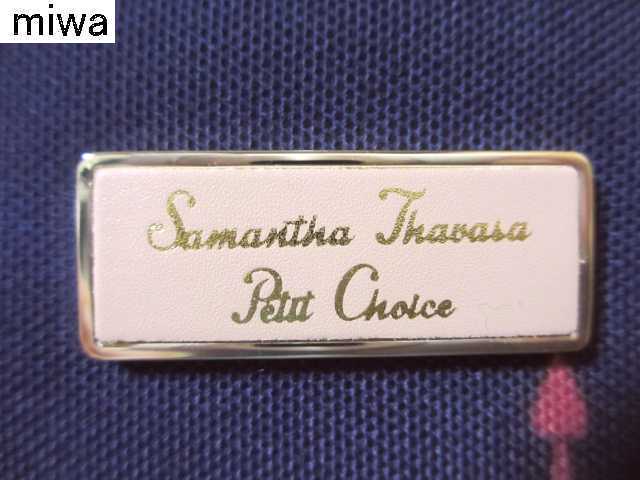 miwa
Samantha Thavasa
Petit Choice